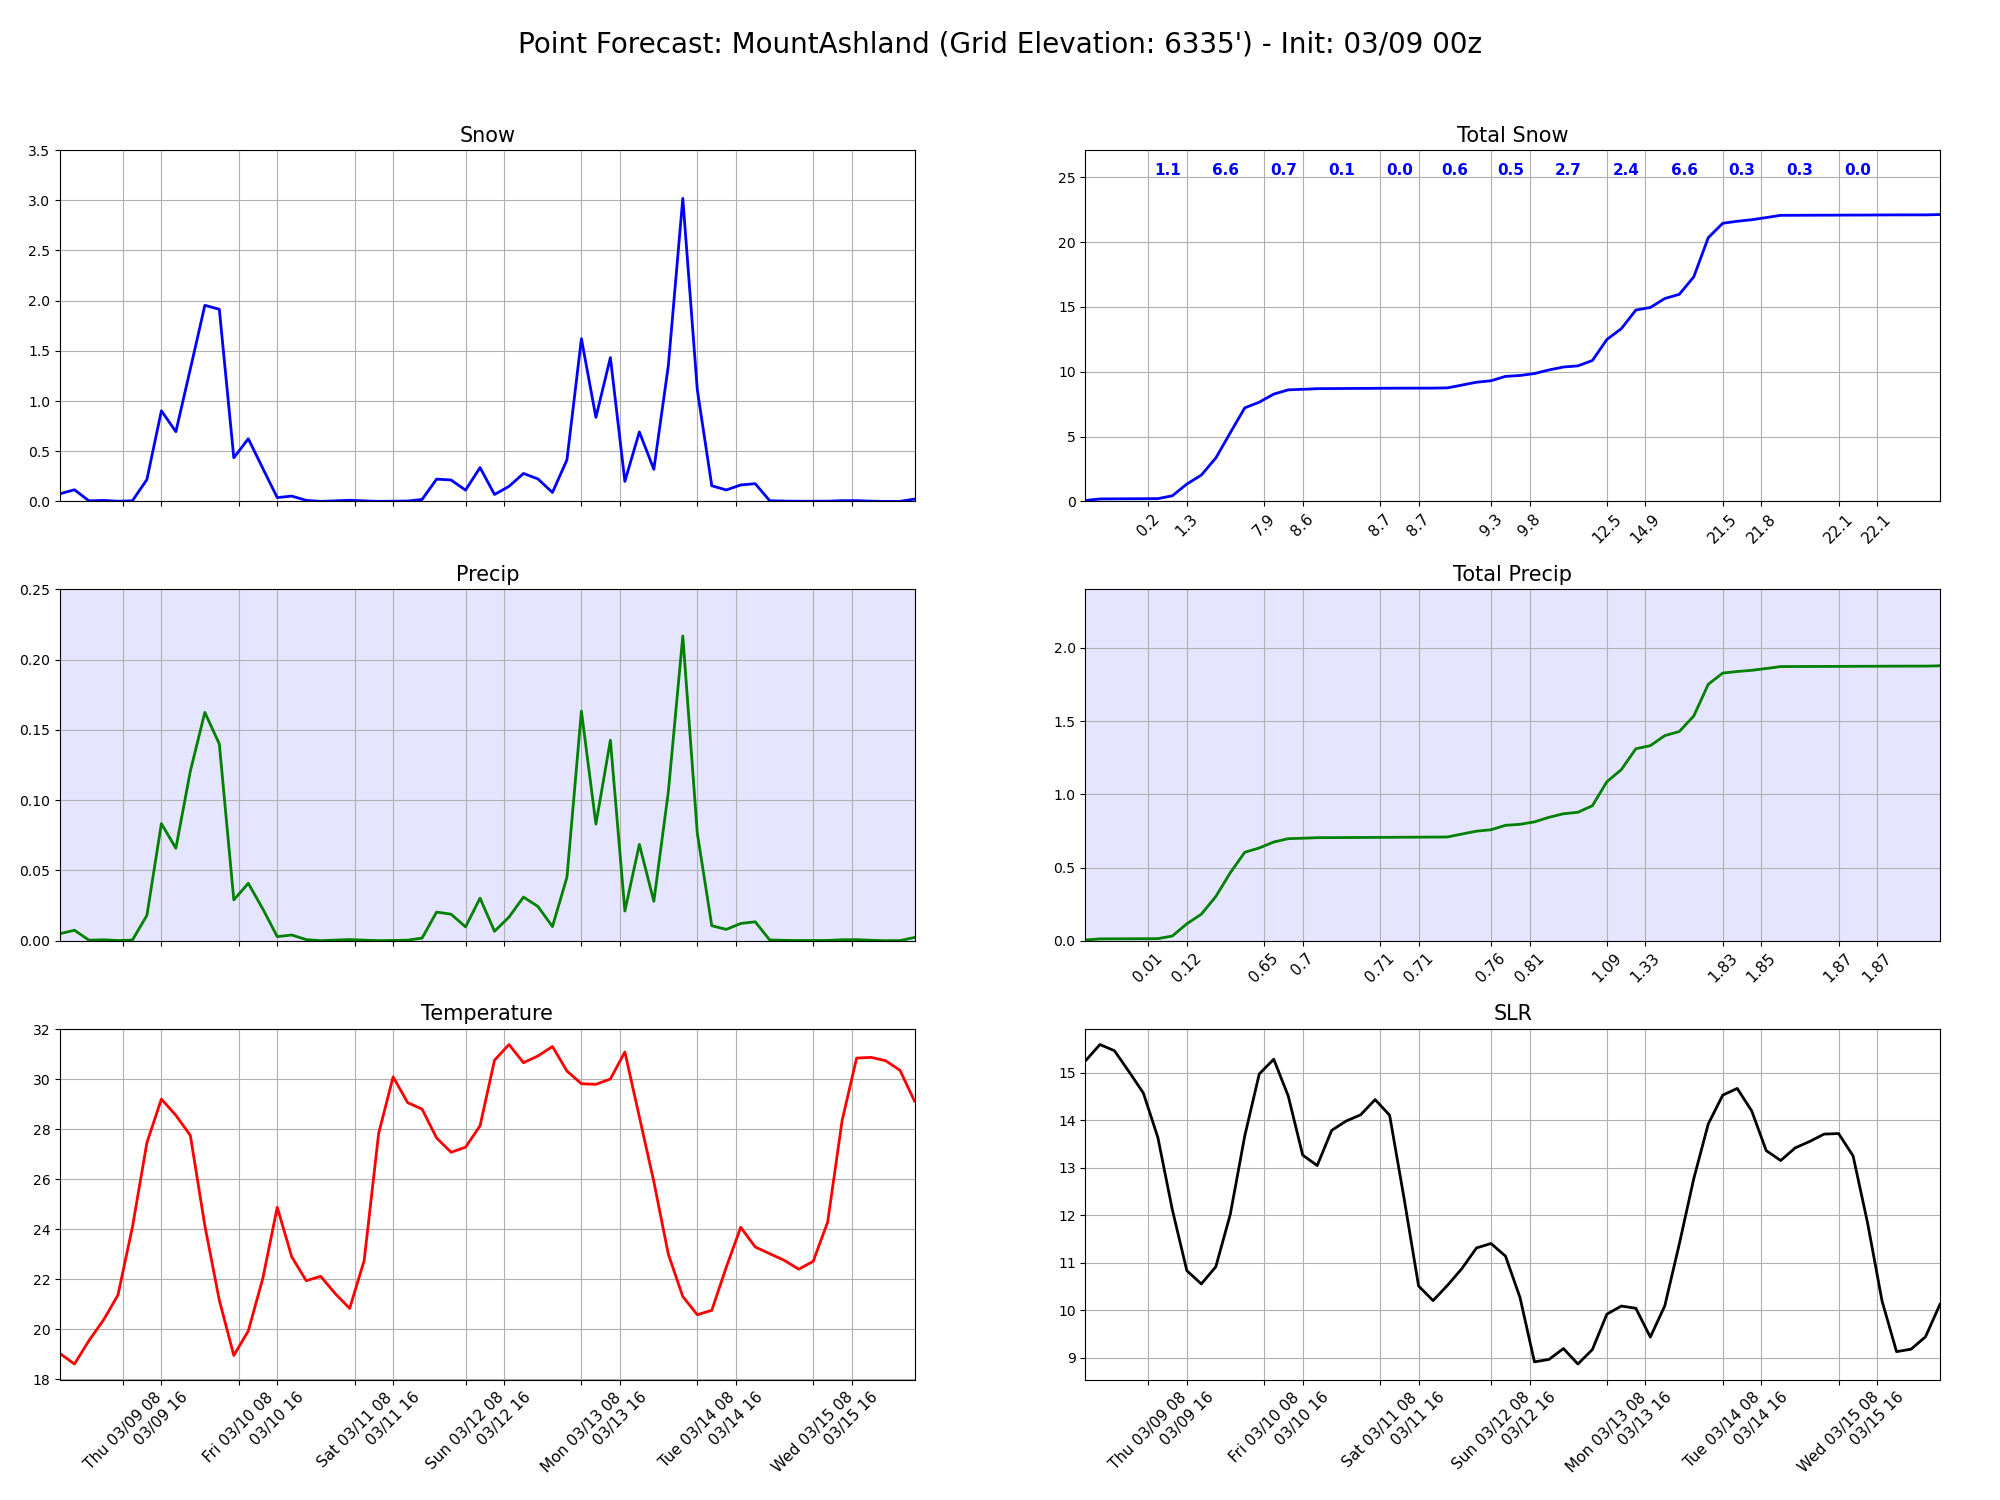 Point Forecast: MountAshland (Grid Elevation: 6335') - Init: 03/09 00z
Snow
3.5
3.0
2.5
2.0
1.5
1.0
0.5
0.0
Total Snow
1.1 6.6 0.7 0.1 0.0 0.6 0.5 2.7 2.4 6.6 0.3 0.3 0.0
25
20
15
10
5
0
0.2 1.3 7.9 8.6 8.7 8.7 9.3 9.8 12.5 14.9 21.5 21.8 22.1 22.1
Precip
0.25
0.20
0.15
0.10
0.05
0.00
Total Precip
2.0
1.5
1.0
0.5
0.0
0.01 0.12 0.65 0.7 0.71 0.71 0.76 0.81 1.09 1.33 1.83 1.85 1.87 1.87
Temperature
32
30
28
26
24
22
20
18
Thu 03/09 08
03/09 16
Fri 03/10 08
03/10 16
Sat 03/11 08
03/11 16
Sun 03/12 08
03/12 16
Mon 03/13 08
03/13 16
Tue 03/14 08
03/14 16
Wed 03/15 08
03/15 16
SLR
15
14
13
12
11
10
9
Thu 03/09 08
03/09 16
Fri 03/10 08
03/10 16
Sat 03/11 08
03/11 16
Sun 03/12 08
03/12 16
Mon 03/13 08
03/13 16
Tue 03/14 08
03/14 16
Wed 03/15 08
03/15 16